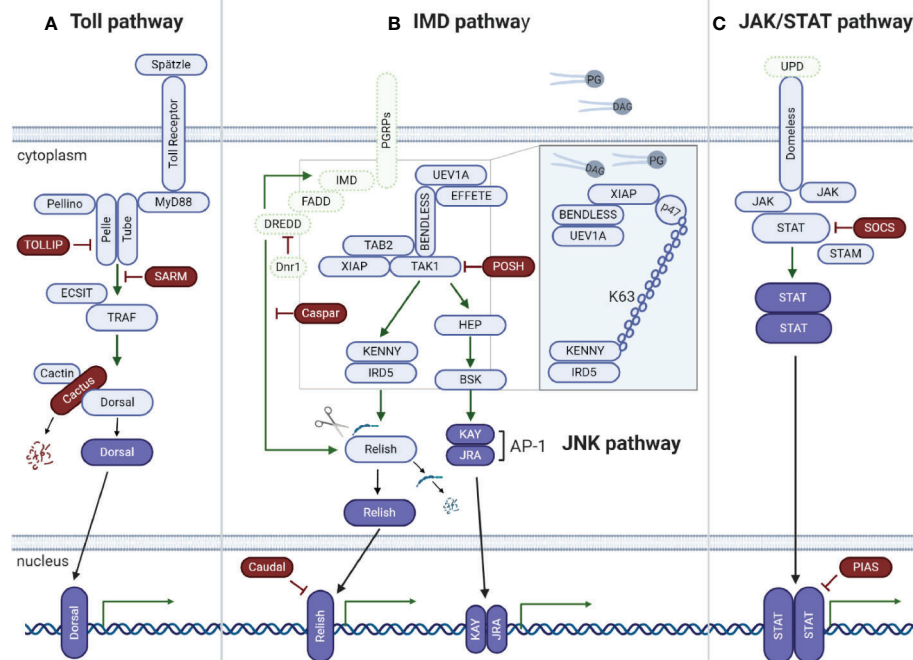 A Toll pathway
B IMD pathway
C JAK/STAT pathway
Spätzle
Toll Receptor
cytoplasm
Pellino
Pelle
Tube
MyD88
TOLLIP
SARM
ECSIT
TRAF
Cactin
Cactus
Dorsal
Dorsal
nucleus
Dorsal
PGRPs
PG
DAG
IMD
FADD
DREDD
Dnr1
UEV1A
EFFETE
BENDLESS
TAB2
XIAP
TAK1
POSH
Caspar
HEP
KENNY
IRD5
BSK
Relish
KAY
JRA
AP-1
JNK pathway
Relish
Caudal
Relish
KAY
JRA
DAG
PG
XIAP
p47
BENDLESS
UEV1A
K63
KENNY
IRD5
UPD
Domeless
JAK
JAK
STAT
SOCS
STAM
STAT
STAT
PIAS
STAT
STAT